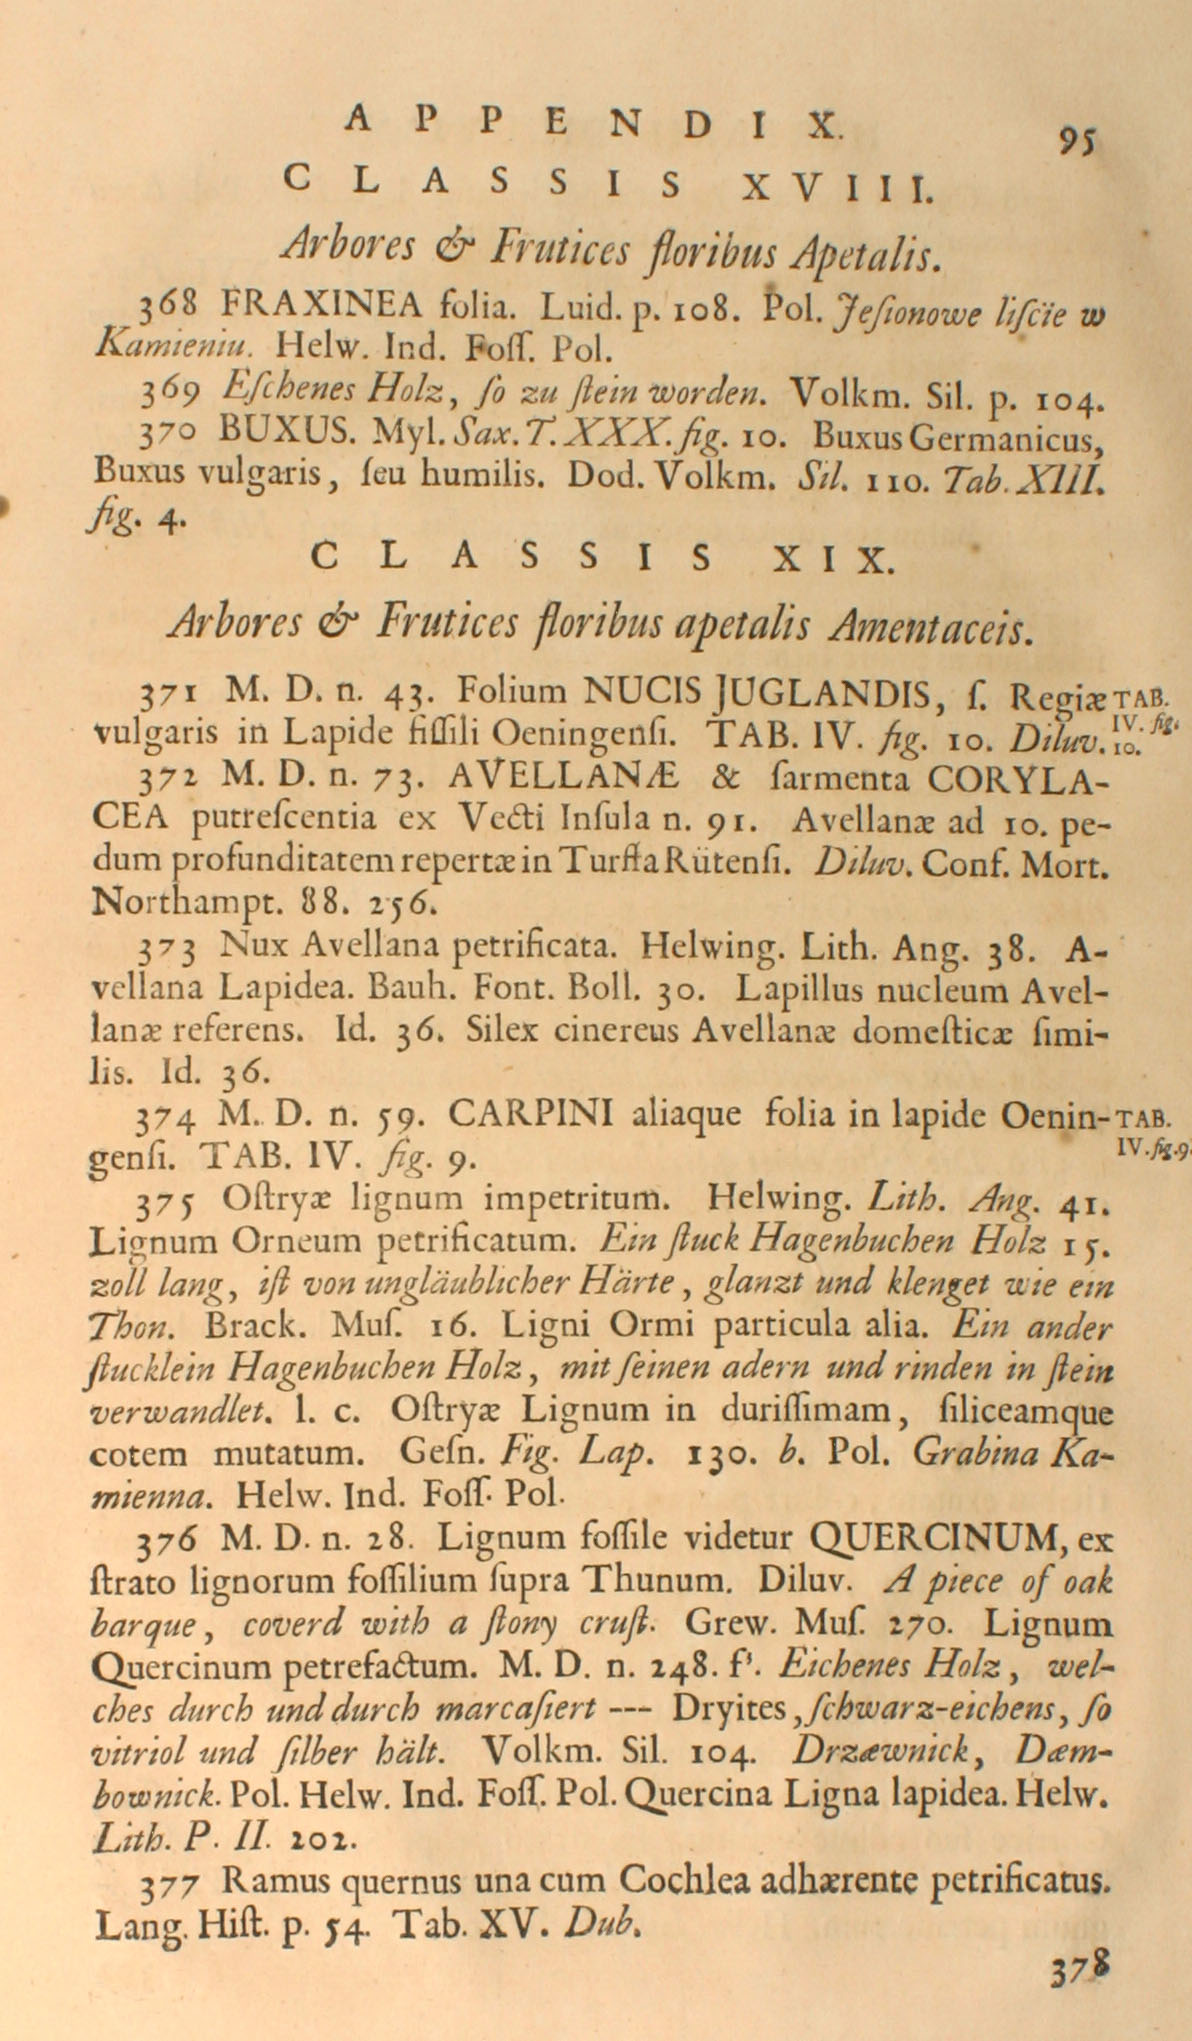 APPENDIX. 95
CLASSIS XVIII.
Arbores & Frutices floribus Apetalis.
368 FRAXINEA folia. Luid. p. 108. Pol. Jeſionowe liſcïe w
Kamieniu. Helw. Ind. Foſſ. Pol.
369 Eſchenes Holz, ſo zu ſtein worden. Volkm. Sil. p. 104.
370 BUXUS. Myl. Sax. T. XXX. fig. 10. Buxus Germanicus,
Buxus vulgaris, ſeu humilis. Dod. Volkm. Sil. 110. Tab. XIII.
fig. 4.
CLASSIS XIX.
Arbores & Frutices floribus apetalis Amentaceis.
371 M. D. n. 43. Folium NUCIS JUGLANDIS, ſ. Regiæ TAB.
vulgaris in Lapide fiſſili Oeningenſi. TAB. IV. fig. 10. Diluv. IV. fig. 10.
372 M. D. n. 73. AVELLANÆ & ſarmenta CORYLA-
CEA putreſcentia ex Vecti Inſula n. 91. Avellanæ ad 10. pe-
dum profunditatem repertæ in Turffa Rütenſi. Diluv. Conf. Mort.
Northampt. 88. 256.
373 Nux Avellana petrificata. Helwing. Lith. Ang. 38. A-
vellana Lapidea. Bauh. Font. Boll. 30. Lapillus nucleum Avel-
lanæ referens. Id. 36. Silex cinereus Avellanæ domeſticæ ſimi-
lis. Id. 36.
374 M. D. n. 59. CARPINI aliaque folia in lapide Oenin- TAB.
genſi. TAB. IV. fig. 9. IV. fig. 9.
375 Oſtryæ lignum impetritum. Helwing. Lith. Ang. 41.
Lignum Orneum petrificatum. Ein ſtuck Hagenbuchen Holz 15.
zoll lang, iſt von ungläublicher Härte, glanzt und klenget wie ein
Thon. Brack. Muſ. 16. Ligni Ormi particula alia. Ein ander
ſtucklein Hagenbuchen Holz, mit ſeinen adern und rinden in ſtein
verwandlet. l. c. Oſtryæ Lignum in duriſſimam, ſiliceamque
cotem mutatum. Geſn. Fig. Lap. 130. b. Pol. Grabina Ka-
mienna. Helw. Ind. Foſſ. Pol.
376 M. D. n. 28. Lignum foſſile videtur QUERCINUM, ex
ſtrato lignorum foſſilium ſupra Thunum. Diluv. A piece of oak
barque, coverd with a ſtony cruſt. Grew. Muſ. 270. Lignum
Quercinum petrefactum. M. D. n. 248. f³. Eichenes Holz, wel-
ches durch und durch marcaſiert --- Dryites, ſchwarz-eichens, ſo
vitriol und ſilber hält. Volkm. Sil. 104. Drzæwnick, Dæm-
bownick. Pol. Helw. Ind. Foſſ. Pol. Quercina Ligna lapidea. Helw.
Lith. P. II. 202.
377 Ramus quernus una cum Cochlea adhærente petrificatus.
Lang. Hiſt. p. 54. Tab. XV. Dub.
378